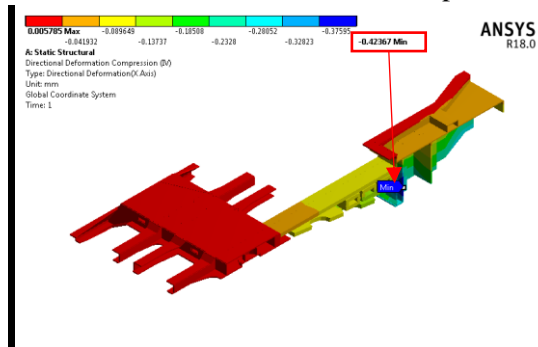 0.005785 Max -0.089649 -0.18508 -0.28052 -0.37595
-0.041932 -0.13737 -0.2328 -0.32823 -0.42367 Min
A: Static Structural
Directional Deformation Compression (IV)
Type: Directional Deformation(X Axis)
Unit: mm
Global Coordinate System
Time: 1
ANSYS
R18.0
Min